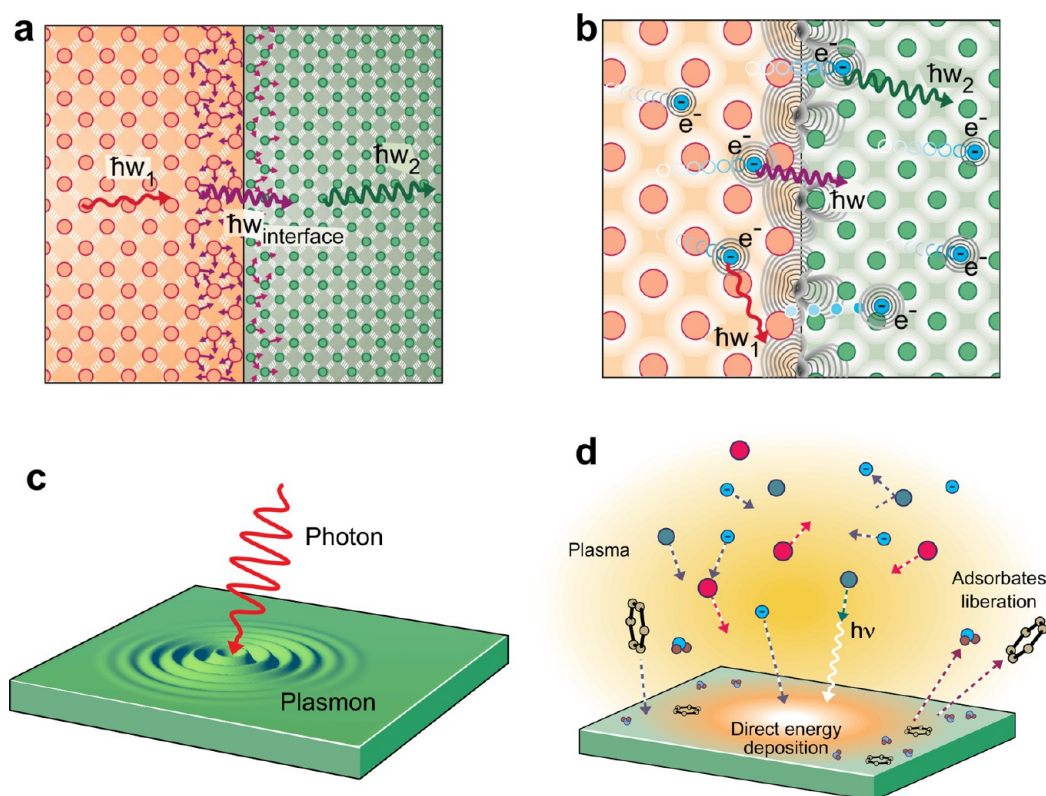 a
ħw1
ħw2
ħwinterface
b
e-
ħw2
e-
e-
e-
ħw
e-
e-
ħw1
e-
c
Photon
Plasmon
d
Plasma
Adsorbates
liberation
hν
Direct energy
deposition